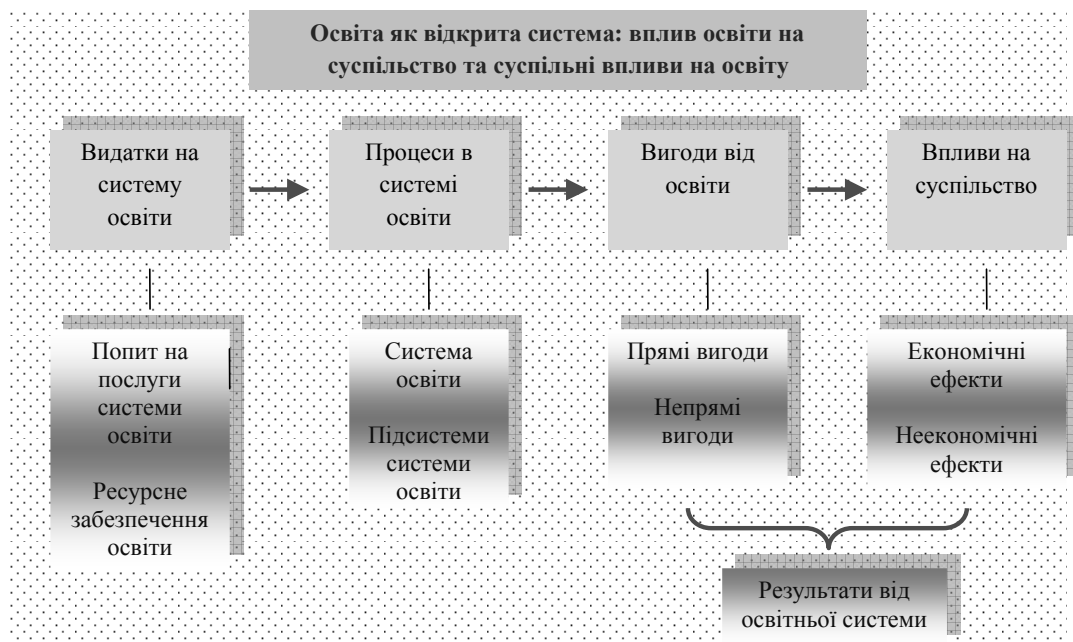 Освіта як відкрита система: вплив освіти на
суспільство та суспільні впливи на освіту
Видатки на
систему
освіти
Процеси в
системі
освіти
Вигоди від
освіти
Впливи на
суспільство
Попит на
послуги
системи
освіти
Ресурсне
забезпечення
освіти
Система
освіти
Підсистеми
системи
освіти
Прямі вигоди
Непрямі
вигоди
Економічні
ефекти
Неекономічні
ефекти
Результати від
освітньої системи